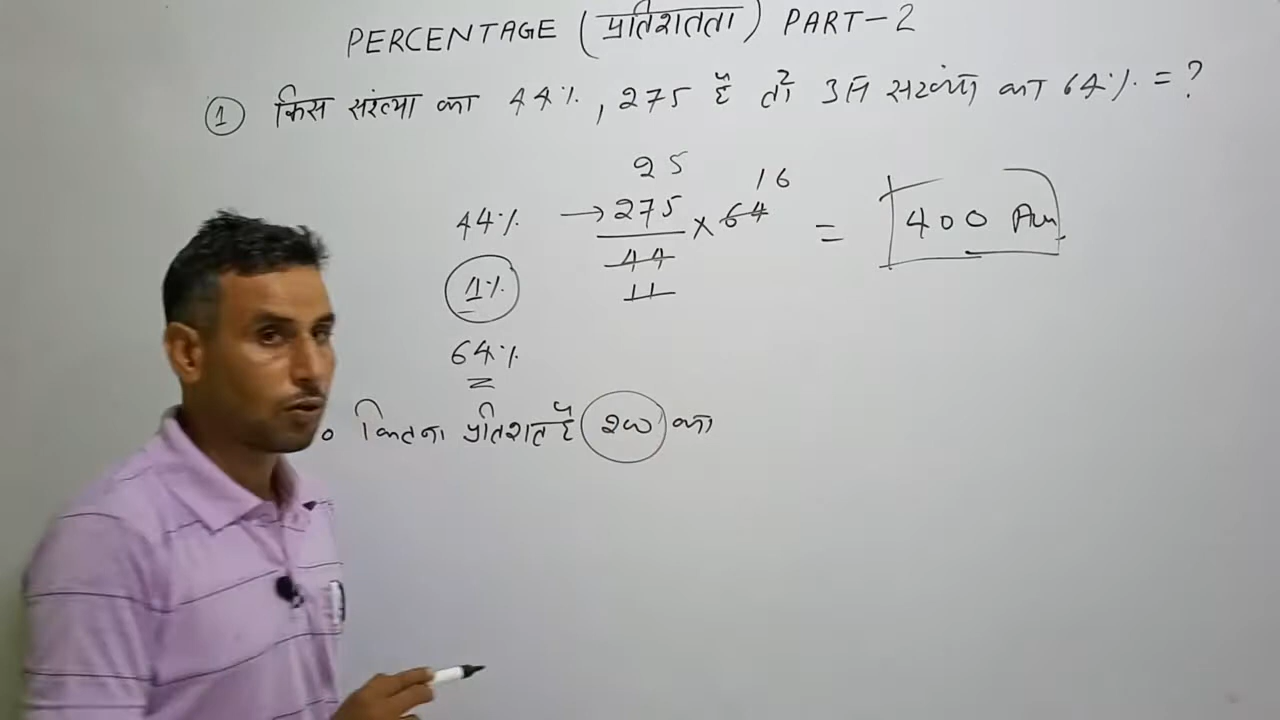 PERCENTAGE (प्रतिशतता) PART-2
① किस संख्या का 44%, 275 है तो उस संख्या का 64% = ?
25
16
44% → 275 × 64 = 400 Ans
44
1% 11
64%
० कितना प्रतिशत है 200 का